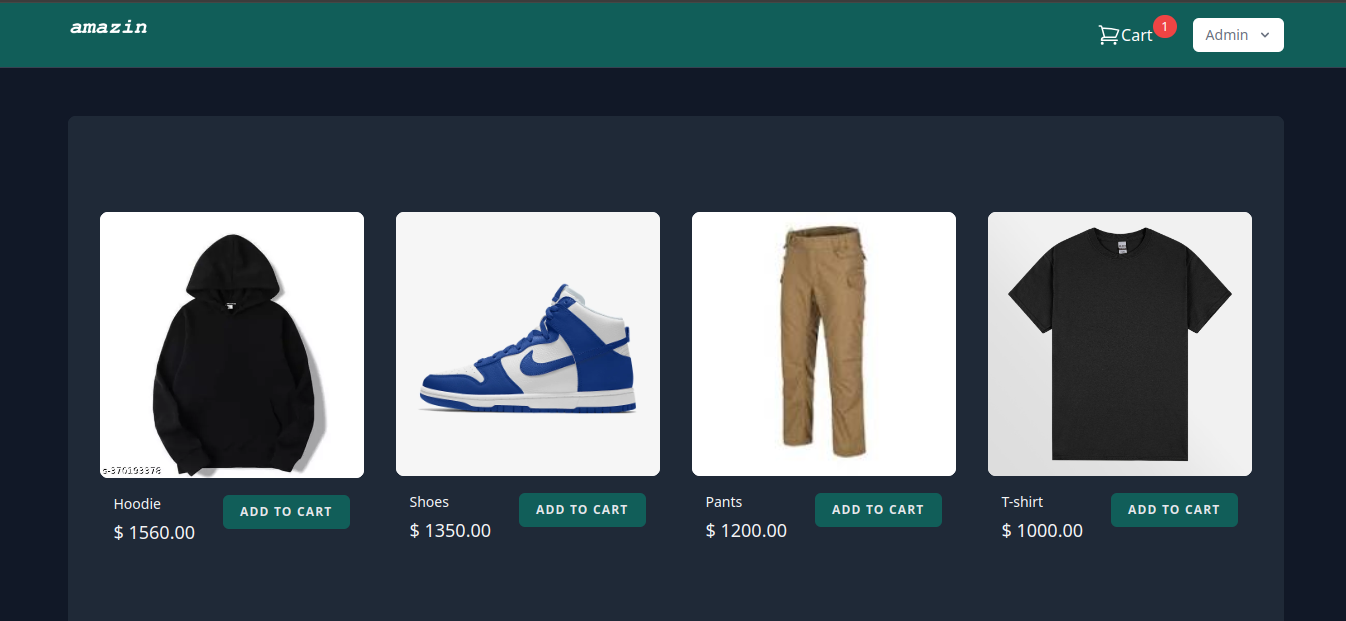 amazin
Cart 1
Admin
Hoodie
$ 1560.00
ADD TO CART
Shoes
$ 1350.00
ADD TO CART
Pants
$ 1200.00
ADD TO CART
T-shirt
$ 1000.00
ADD TO CART